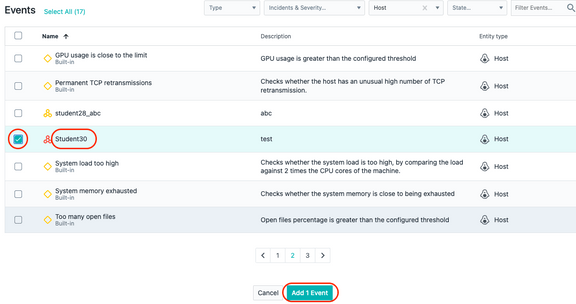 Events
Select All (17)
Type
Incidents & Severity...
Host
State...
Filter Events...
Name
Description
Entity type
GPU usage is close to the limit
Built-in
GPU usage is greater than the configured threshold
Host
Permanent TCP retransmissions
Built-in
Checks whether the host has an unusual high number of TCP
retransmission.
Host
student28_abc
abc
Host
Student30
test
Host
System load too high
Built-in
Checks whether the system load is too high, by comparing the load
against 2 times the CPU cores of the machine.
Host
System memory exhausted
Built-in
Checks whether the system memory is close to being exhausted
Host
Too many open files
Built-in
Open files percentage is greater than the configured threshold
Host
1 2 3
Cancel
Add 1 Event